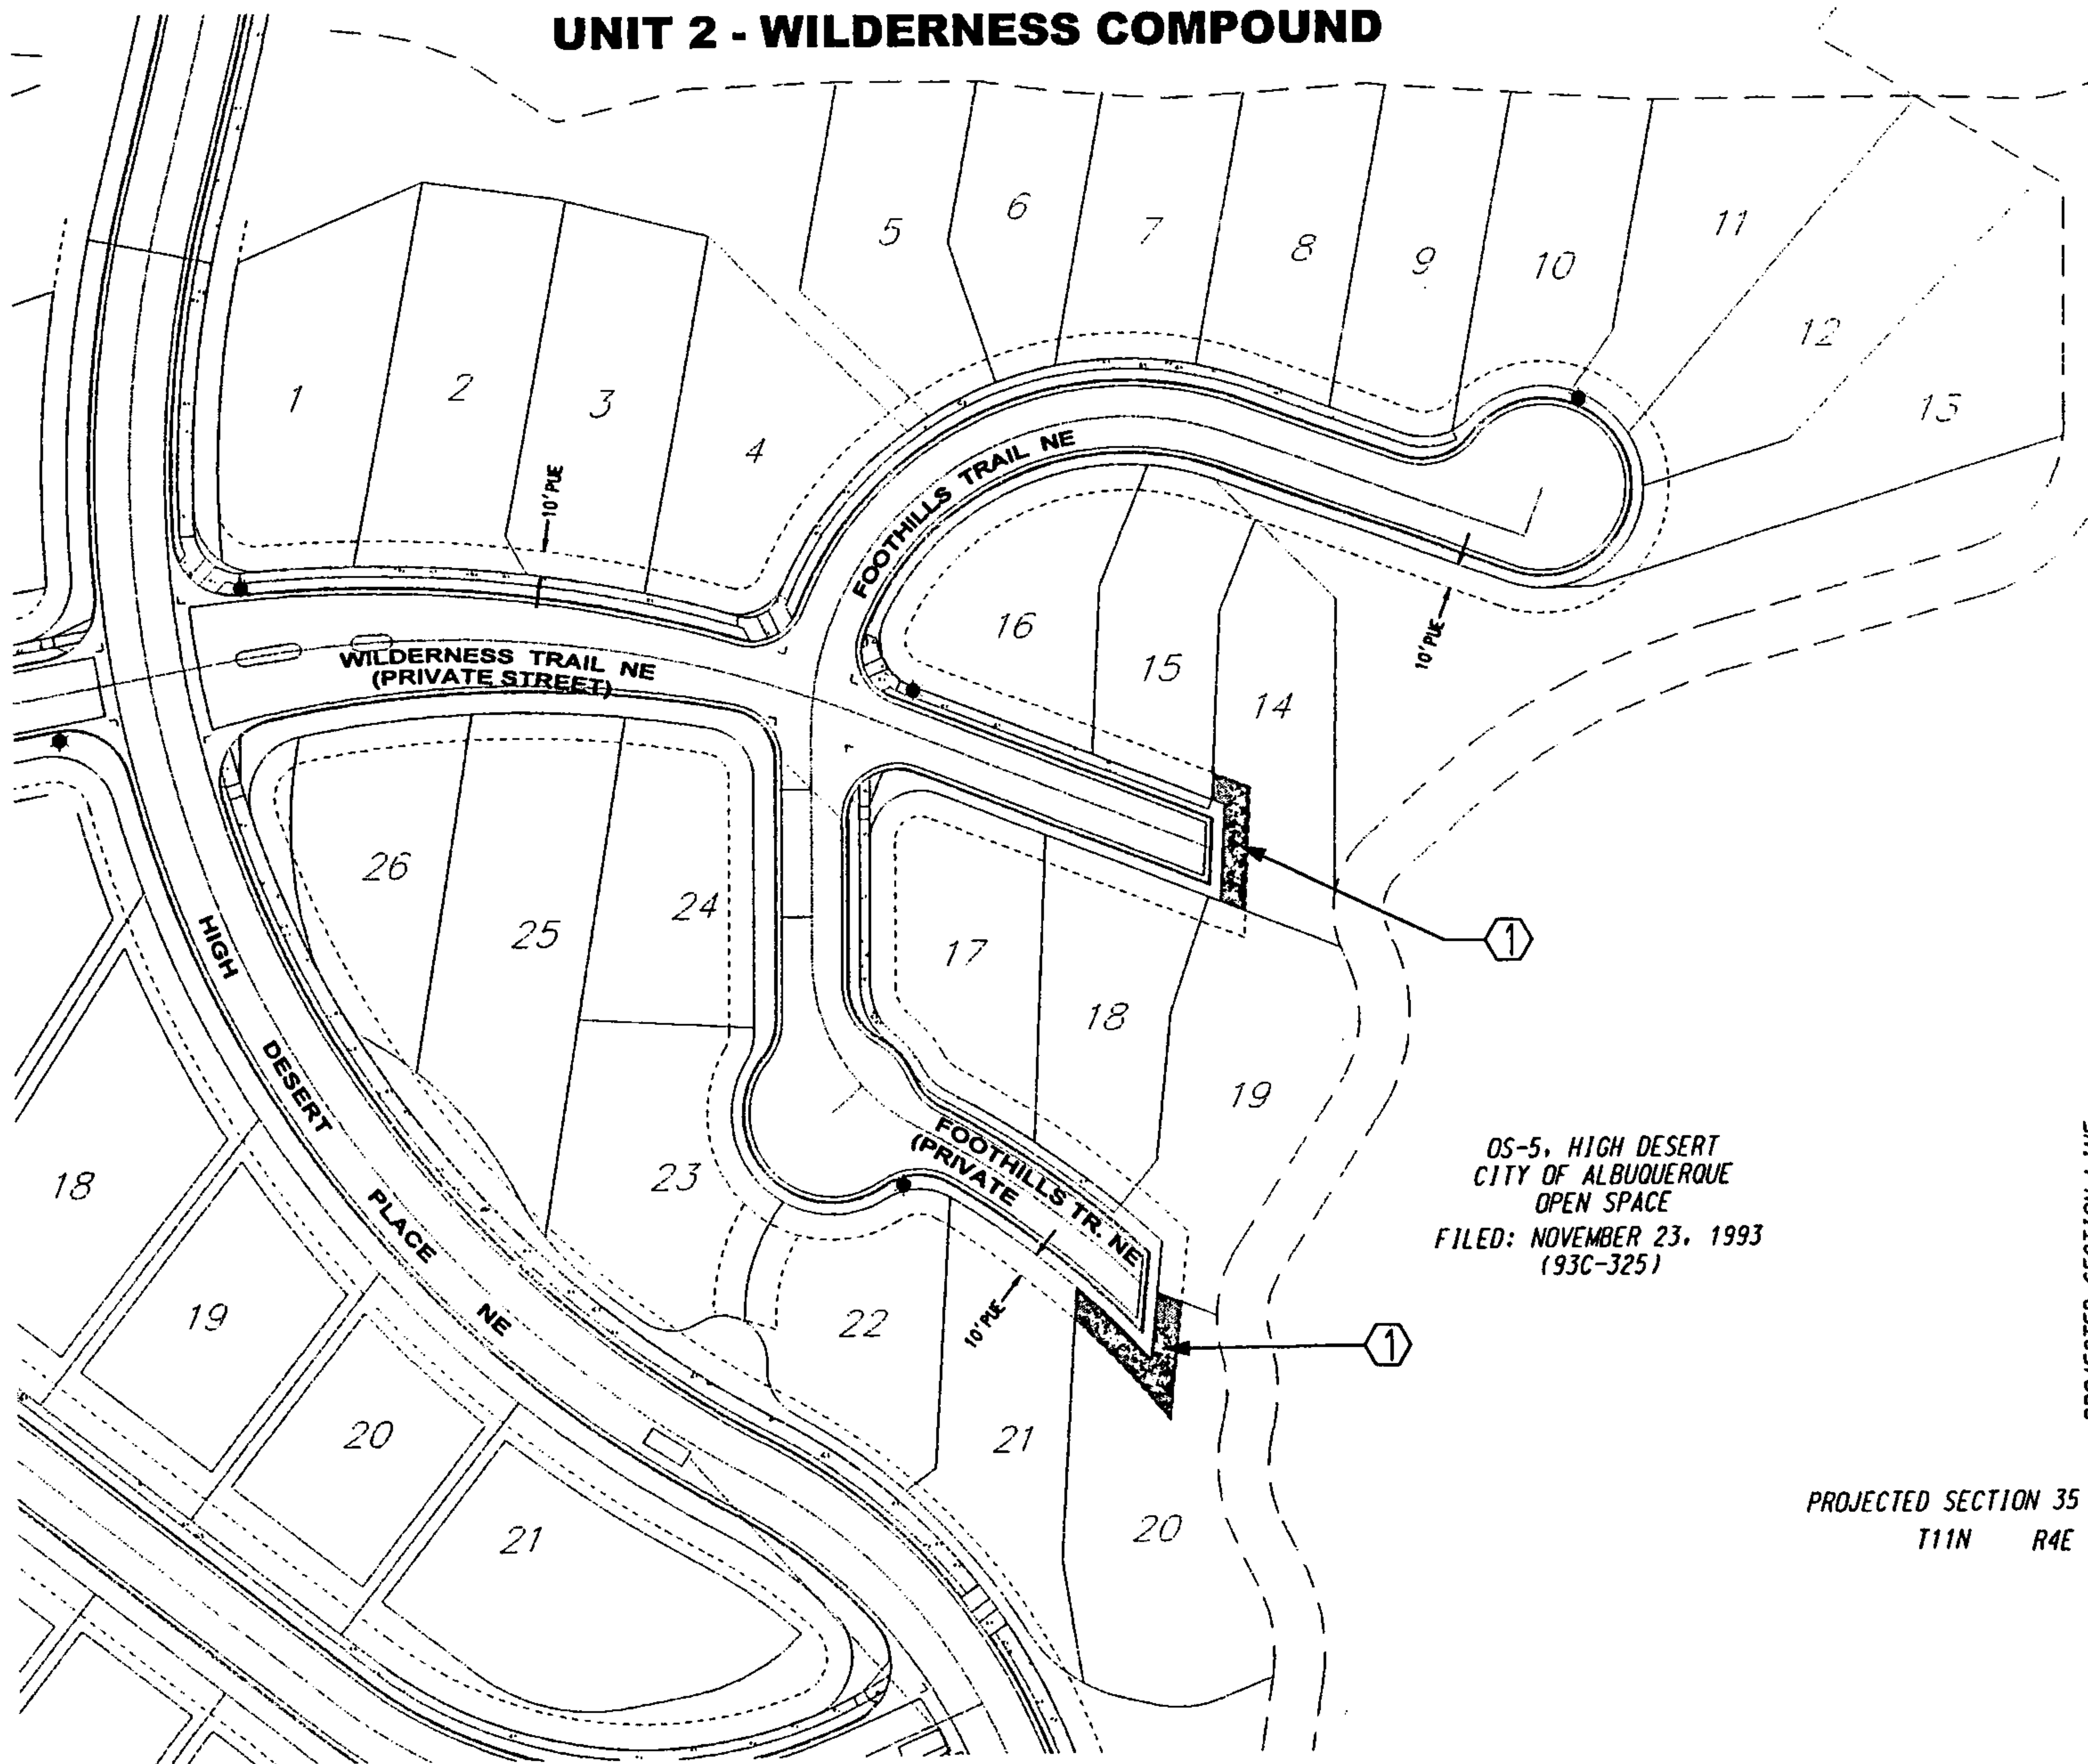 UNIT 2 - WILDERNESS COMPOUND
1
2
3
4
5
6
7
8
9
10
11
12
13
10' PUE
FOOTHILLS TRAIL NE
WILDERNESS TRAIL NE
(PRIVATE STREET)
16
15
14
10' PUE
26
25
24
17
18
19
1
HIGH DESERT PLACE NE
23
FOOTHILLS TR. NE
(PRIVATE
22
10' PUE
21
20
1
18
19
20
21
OS-5, HIGH DESERT
CITY OF ALBUQUERQUE
OPEN SPACE
FILED: NOVEMBER 23, 1993
(93C-325)
PROJECTED SECTION 35
T11N R4E